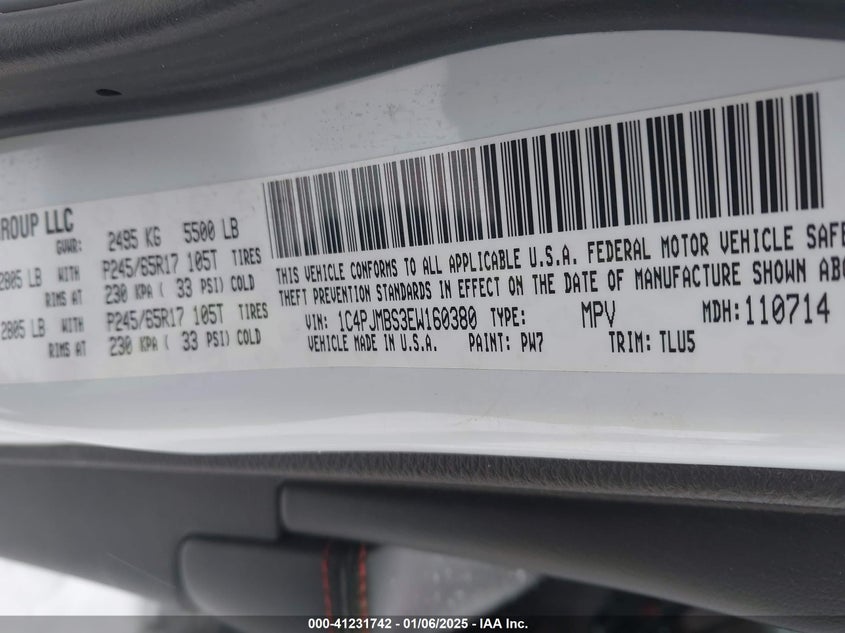 GROUP LLC
GVWR: 2495 KG 5500 LB
2805 LB WITH P245/65R17 105T TIRES
RIMS AT 230 KPA ( 33 PSI) COLD
2805 LB WITH P245/65R17 105T TIRES
RIMS AT 230 KPA ( 33 PSI) COLD
THIS VEHICLE CONFORMS TO ALL APPLICABLE U.S.A. FEDERAL MOTOR VEHICLE SAFE
THEFT PREVENTION STANDARDS IN EFFECT ON THE DATE OF MANUFACTURE SHOWN ABO
VIN: 1C4PJMBS3EW160380 TYPE: MPV MDH: 110714
VEHICLE MADE IN U.S.A. PAINT: PW7 TRIM: TLU5
000-41231742 — 01/06/2025 - IAA Inc.